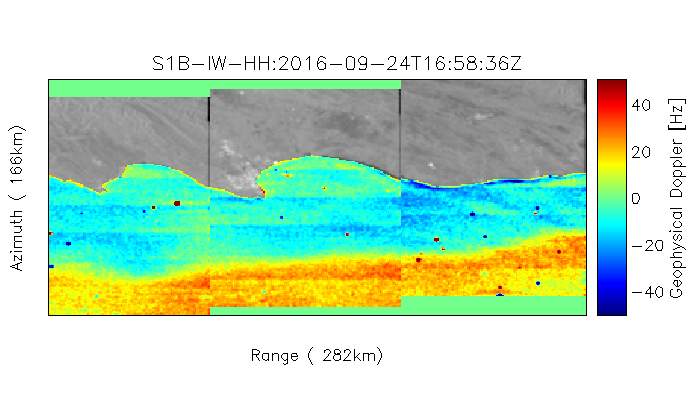 S1B-IW-HH:2016-09-24T16:58:36Z
Azimuth ( 166km)
Range ( 282km)
40
20
0
-20
-40
Geophysical Doppler [Hz]